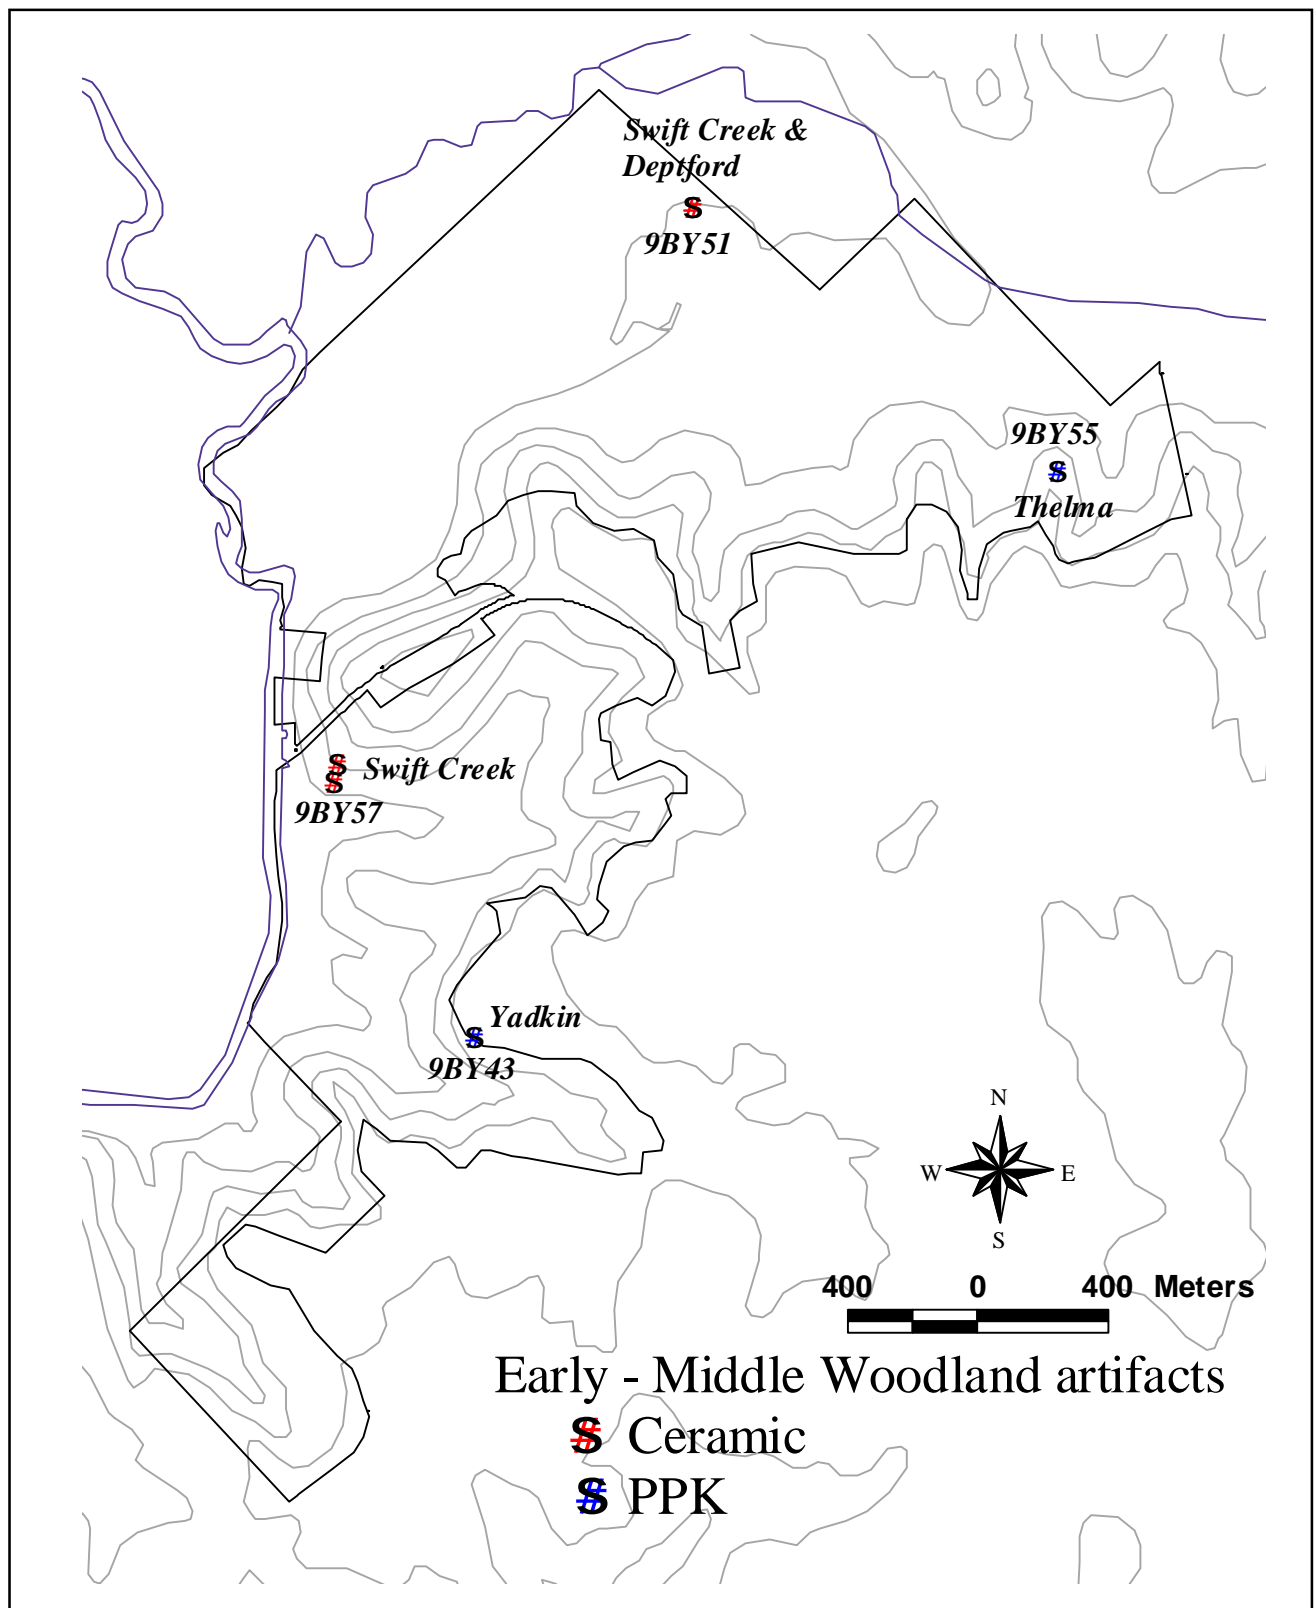 Swift Creek &
Deptford
9BY51
9BY55
Thelma
Swift Creek
9BY57
Yadkin
9BY43
N
W E
S
400 0 400 Meters
Early - Middle Woodland artifacts
Ceramic
PPK